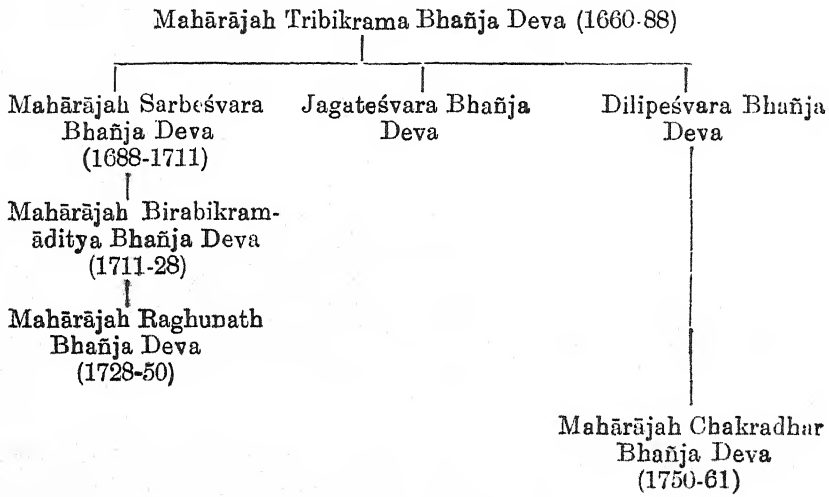 Mahārājah Tribikrama Bhañja Deva (1660-88)
Mahārājah Sarbeśvara
Bhañja Deva
(1688-1711)
Jagateśvara Bhañja
Deva
Dilipeśvara Bhañja
Deva
Mahārājah Birabikram-
āditya Bhañja Deva
(1711-28)
Mahārājah Raghunath
Bhañja Deva
(1728-50)
Mahārājah Chakradhar
Bhañja Deva
(1750-61)